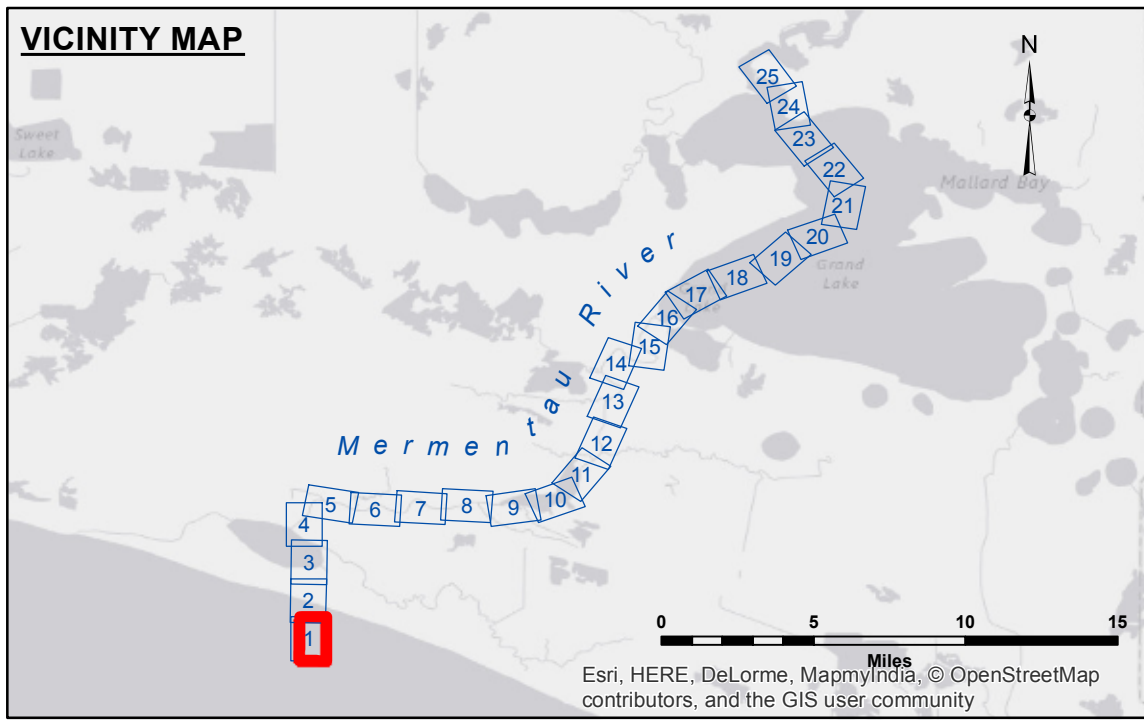 VICINITY MAP
N
Sweet
Lake
Mallard Bay
Grand
Lake
Mermentau River
25
24
23
22
21
20
19
18
17
16
15
14
13
12
11
10
9
8
7
6
5
4
3
2
1
0 5 10 15
Miles
Esri, HERE, DeLorme, MapmyIndia, © OpenStreetMap
contributors, and the GIS user community